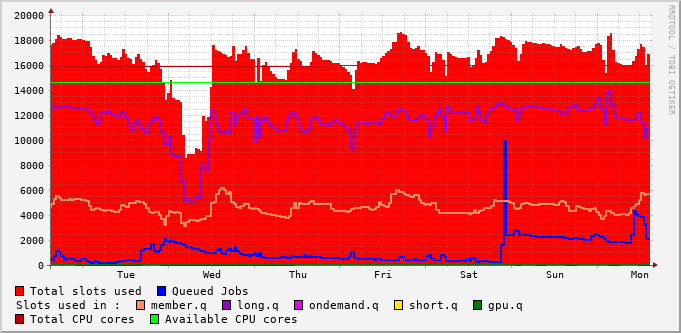 20000
18000
16000
14000
12000
10000
8000
6000
4000
2000
0
Tue Wed Thu Fri Sat Sun Mon
RRDTOOL / TOBI OETIKER
Total slots used Queued Jobs
Slots used in : member.q long.q ondemand.q short.q gpu.q
Total CPU cores Available CPU cores